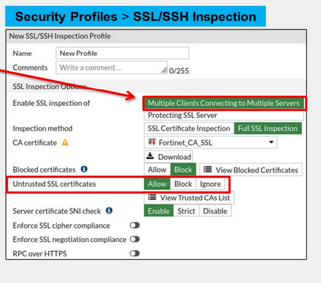 Security Profiles > SSL/SSH Inspection
New SSL/SSH Inspection Profile
Name New Profile
Comments Write a comment... 0/255
SSL Inspection Options
Enable SSL inspection of Multiple Clients Connecting to Multiple Servers
Protecting SSL Server
Inspection method SSL Certificate Inspection Full SSL Inspection
CA certificate Fortinet_CA_SSL
Download
Blocked certificates Allow Block View Blocked Certificates
Untrusted SSL certificates Allow Block Ignore
View Trusted CAs List
Server certificate SNI check Enable Strict Disable
Enforce SSL cipher compliance
Enforce SSL negotiation compliance
RPC over HTTPS